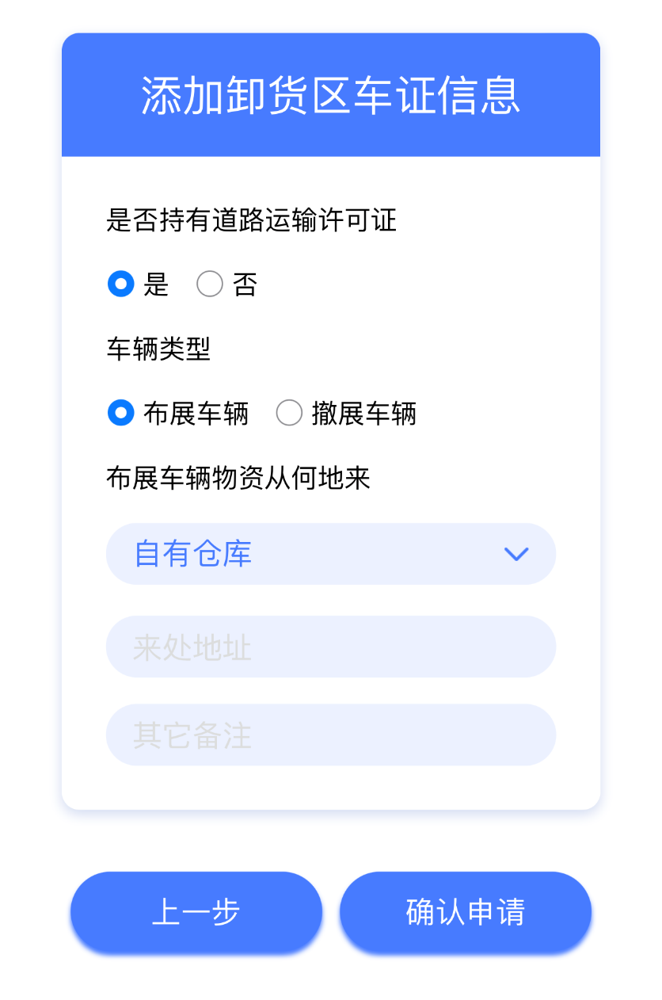 添加卸货区车证信息
是否持有道路运输许可证
是 否
车辆类型
布展车辆 撤展车辆
布展车辆物资从何地来
自有仓库
来处地址
其它备注
上一步 确认申请